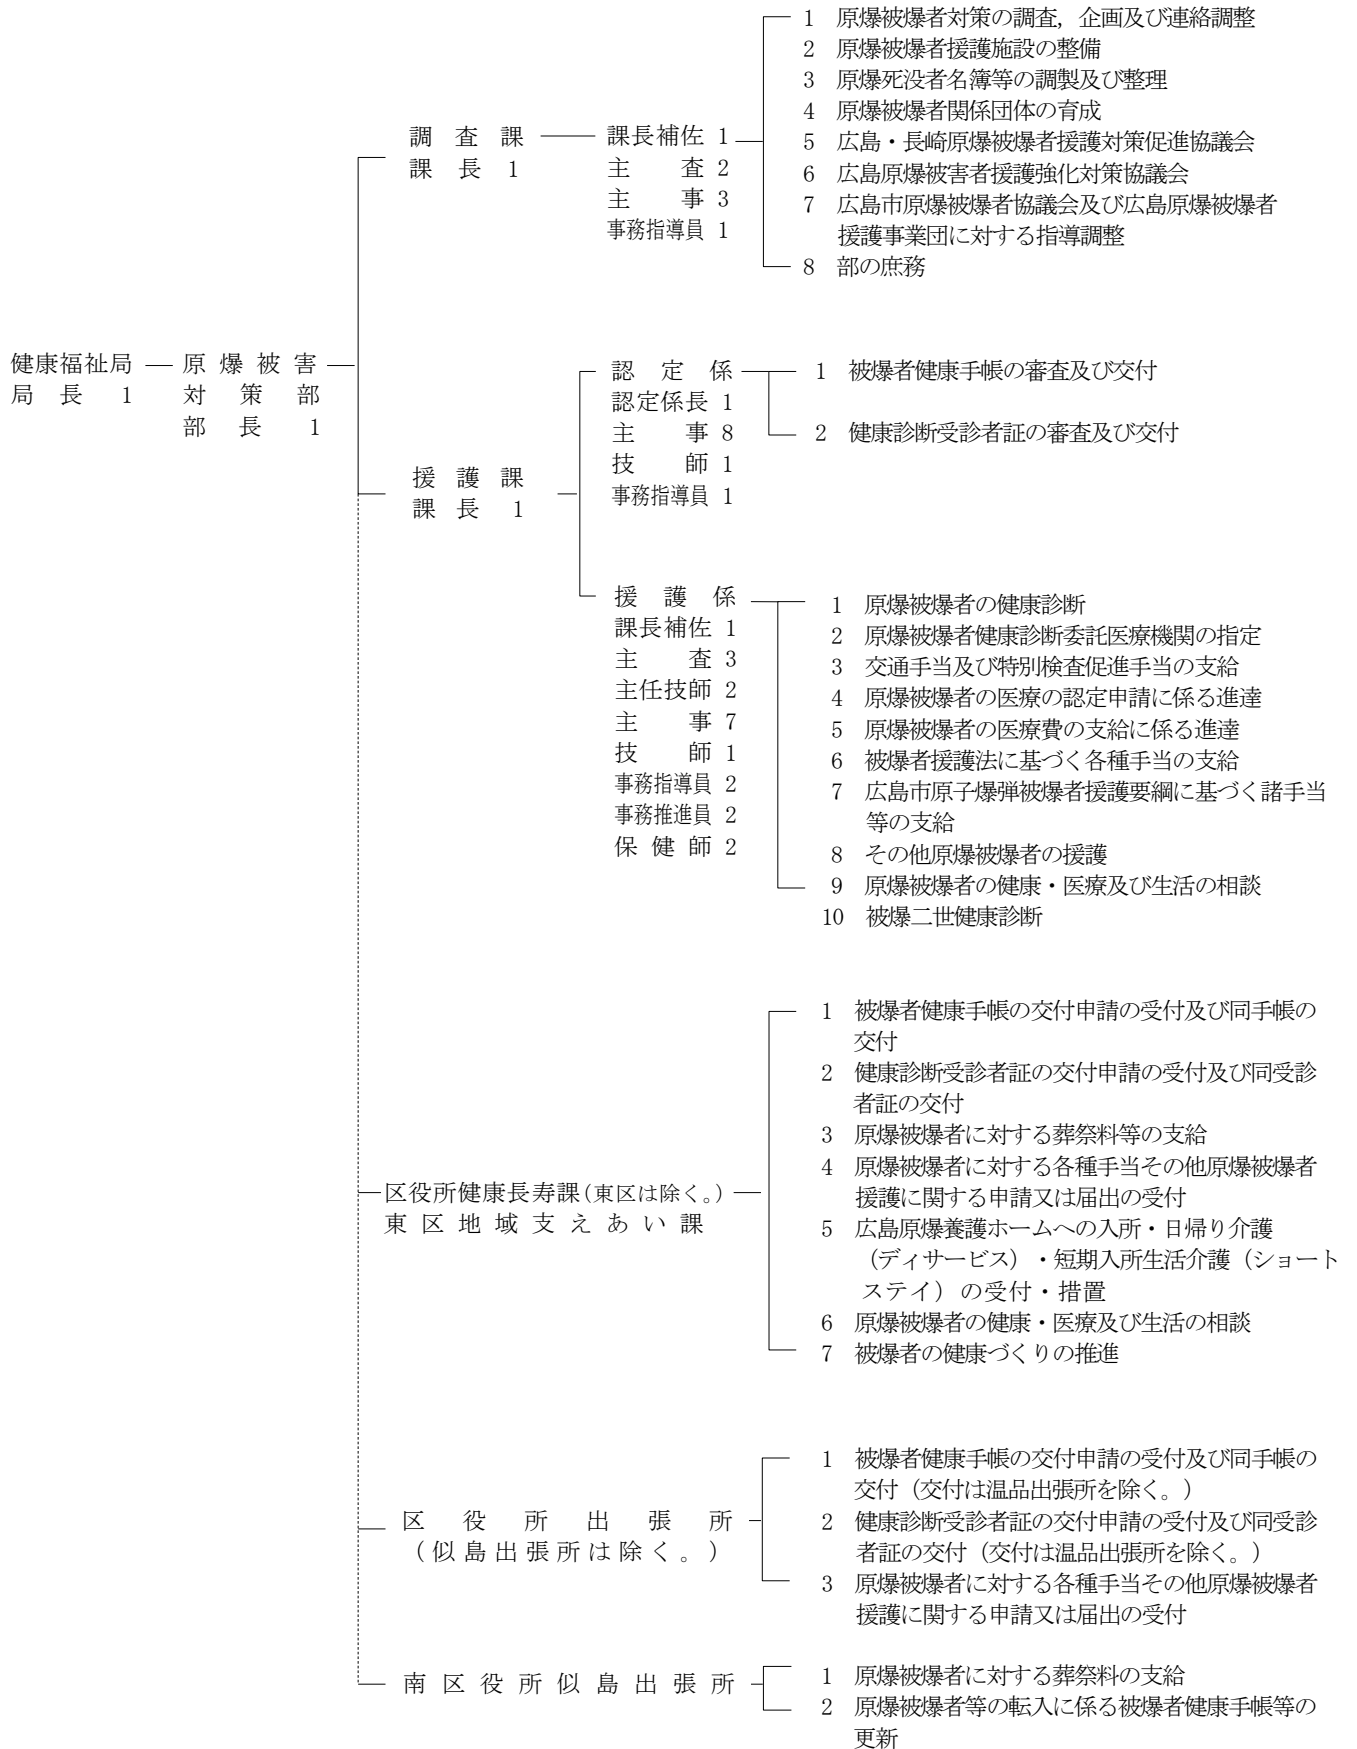 健康福祉局
局長 1
原爆被害
対策部
部長 1
調査課
課長 1
課長補佐 1
主査 2
主事 3
事務指導員 1
1 原爆被爆者対策の調査，企画及び連絡調整
2 原爆被爆者援護施設の整備
3 原爆死没者名簿等の調製及び整理
4 原爆被爆者関係団体の育成
5 広島・長崎原爆被爆者援護対策促進協議会
6 広島原爆被害者援護強化対策協議会
7 広島市原爆被爆者協議会及び広島原爆被爆者
援護事業団に対する指導調整
8 部の庶務
援護課
課長 1
認定係
認定係長 1
主事 8
技師 1
事務指導員 1
1 被爆者健康手帳の審査及び交付
2 健康診断受診者証の審査及び交付
援護係
課長補佐 1
主査 3
主任技師 2
主事 7
技師 1
事務指導員 2
事務推進員 2
保健師 2
1 原爆被爆者の健康診断
2 原爆被爆者健康診断委託医療機関の指定
3 交通手当及び特別検査促進手当の支給
4 原爆被爆者の医療の認定申請に係る進達
5 原爆被爆者の医療費の支給に係る進達
6 被爆者援護法に基づく各種手当の支給
7 広島市原子爆弾被爆者援護要綱に基づく諸手当
等の支給
8 その他原爆被爆者の援護
9 原爆被爆者の健康・医療及び生活の相談
10 被爆二世健康診断
区役所健康長寿課（東区は除く。）
東区地域支えあい課
1 被爆者健康手帳の交付申請の受付及び同手帳の
交付
2 健康診断受診者証の交付申請の受付及び同受診
者証の交付
3 原爆被爆者に対する葬祭料等の支給
4 原爆被爆者に対する各種手当その他原爆被爆者
援護に関する申請又は届出の受付
5 広島原爆養護ホームへの入所・日帰り介護
（ディサービス）・短期入所生活介護（ショート
ステイ）の受付・措置
6 原爆被爆者の健康・医療及び生活の相談
7 被爆者の健康づくりの推進
区役所出張所
（似島出張所は除く。）
1 被爆者健康手帳の交付申請の受付及び同手帳の
交付（交付は温品出張所を除く。）
2 健康診断受診者証の交付申請の受付及び同受診
者証の交付（交付は温品出張所を除く。）
3 原爆被爆者に対する各種手当その他原爆被爆者
援護に関する申請又は届出の受付
南区役所似島出張所
1 原爆被爆者に対する葬祭料の支給
2 原爆被爆者等の転入に係る被爆者健康手帳等の
更新